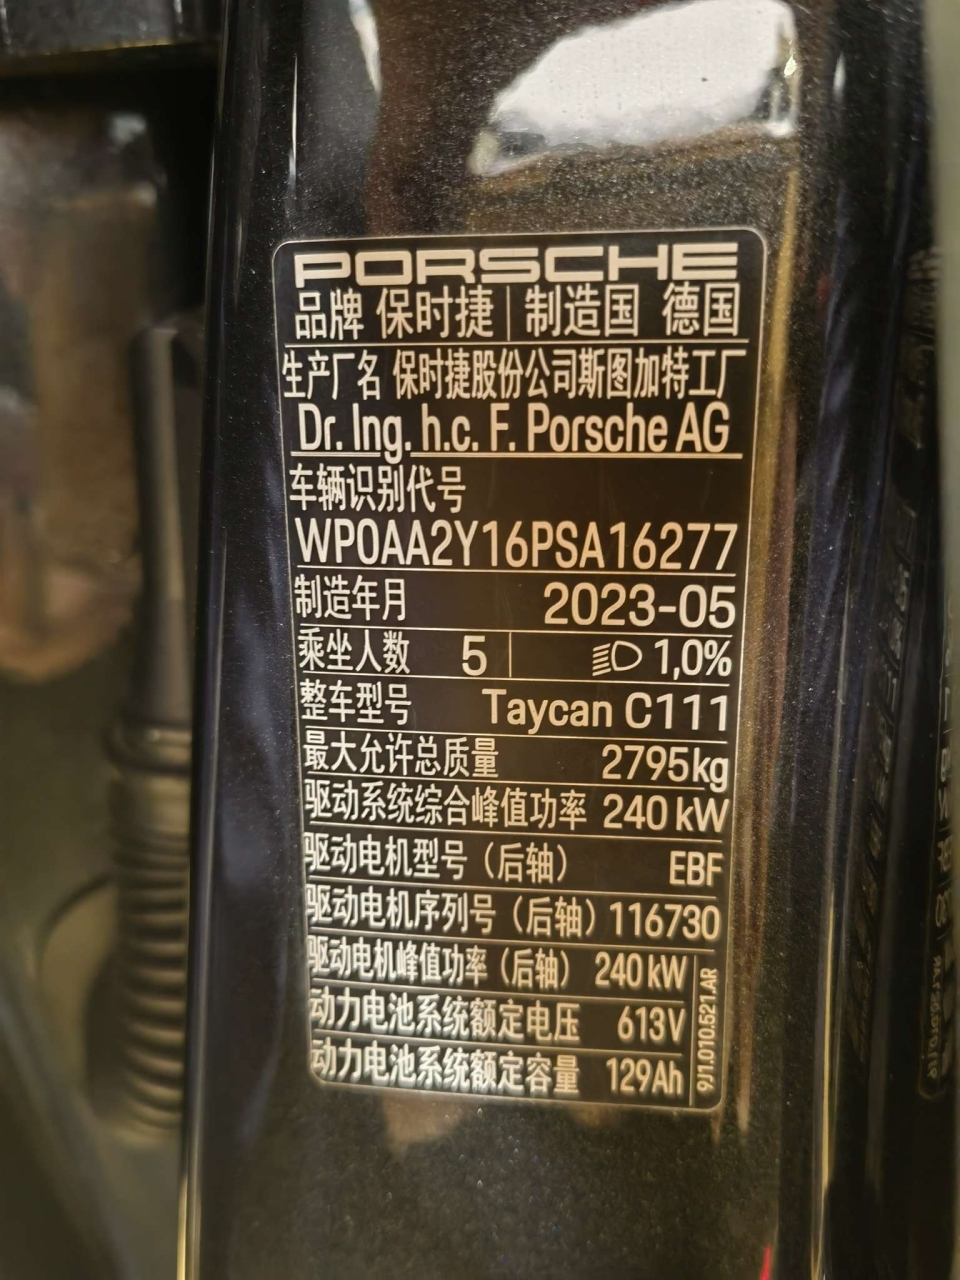 PORSCHE
品牌 保时捷 制造国 德国
生产厂名 保时捷股份公司斯图加特工厂
Dr. Ing. h.c. F. Porsche AG
车辆识别代号
WP0AA2Y16PSA16277
制造年月 2023-05
乘坐人数 5 1,0%
整车型号 Taycan C111
最大允许总质量 2795kg
驱动系统综合峰值功率 240 kW
驱动电机型号（后轴） EBF
驱动电机序列号（后轴）116730
驱动电机峰值功率（后轴） 240 kW
动力电池系统额定电压 613V
动力电池系统额定容量 129Ah
9J1.010.521.AR